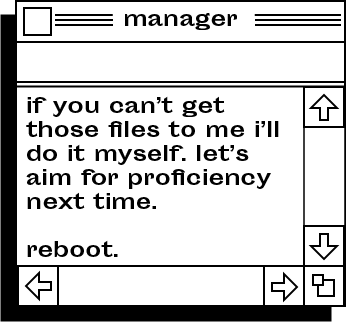 manager
if you can't get
those files to me i'll
do it myself. let's
aim for proficiency
next time.
reboot.